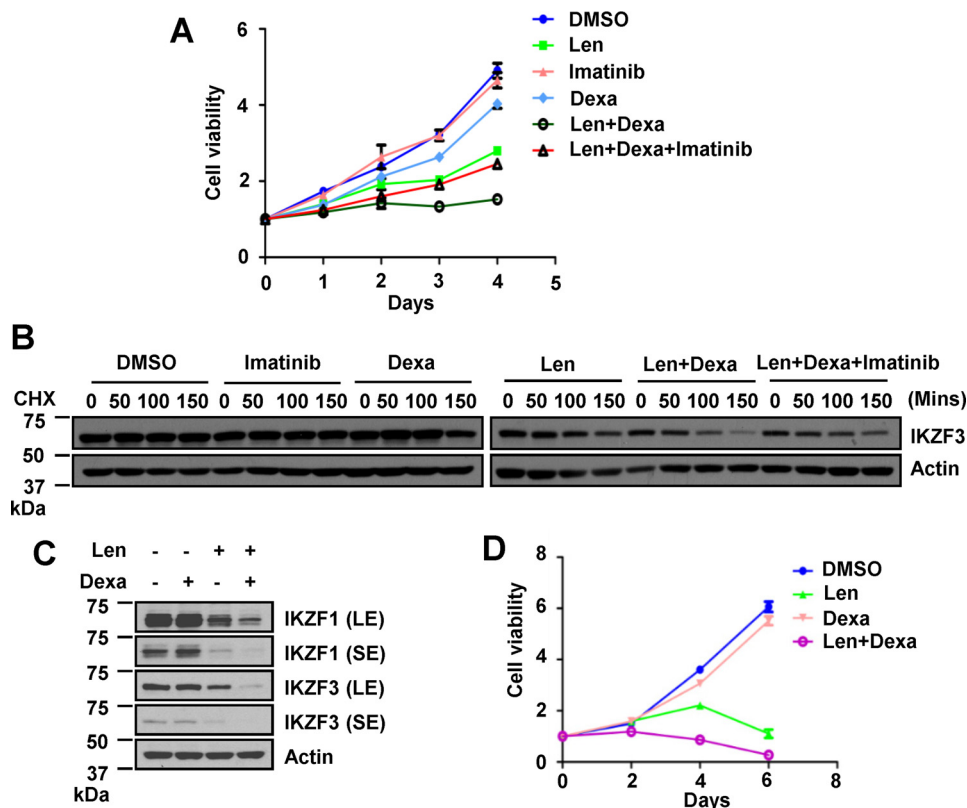 A
Cell viability
6
4
2
0
0 1 2 3 4 5
Days
DMSO
Len
Imatinib
Dexa
Len+Dexa
Len+Dexa+Imatinib
B
DMSO Imatinib Dexa Len Len+Dexa Len+Dexa+Imatinib
CHX 0 50 100 150 0 50 100 150 0 50 100 150 0 50 100 150 0 50 100 150 0 50 100 150 (Mins)
75
IKZF3
50
Actin
37
kDa
C
Len - - + +
Dexa - + - +
75
IKZF1 (LE)
75
IKZF1 (SE)
75
IKZF3 (LE)
75
IKZF3 (SE)
50
Actin
37
kDa
D
Cell viability
8
6
4
2
0
0 2 4 6 8
Days
DMSO
Len
Dexa
Len+Dexa